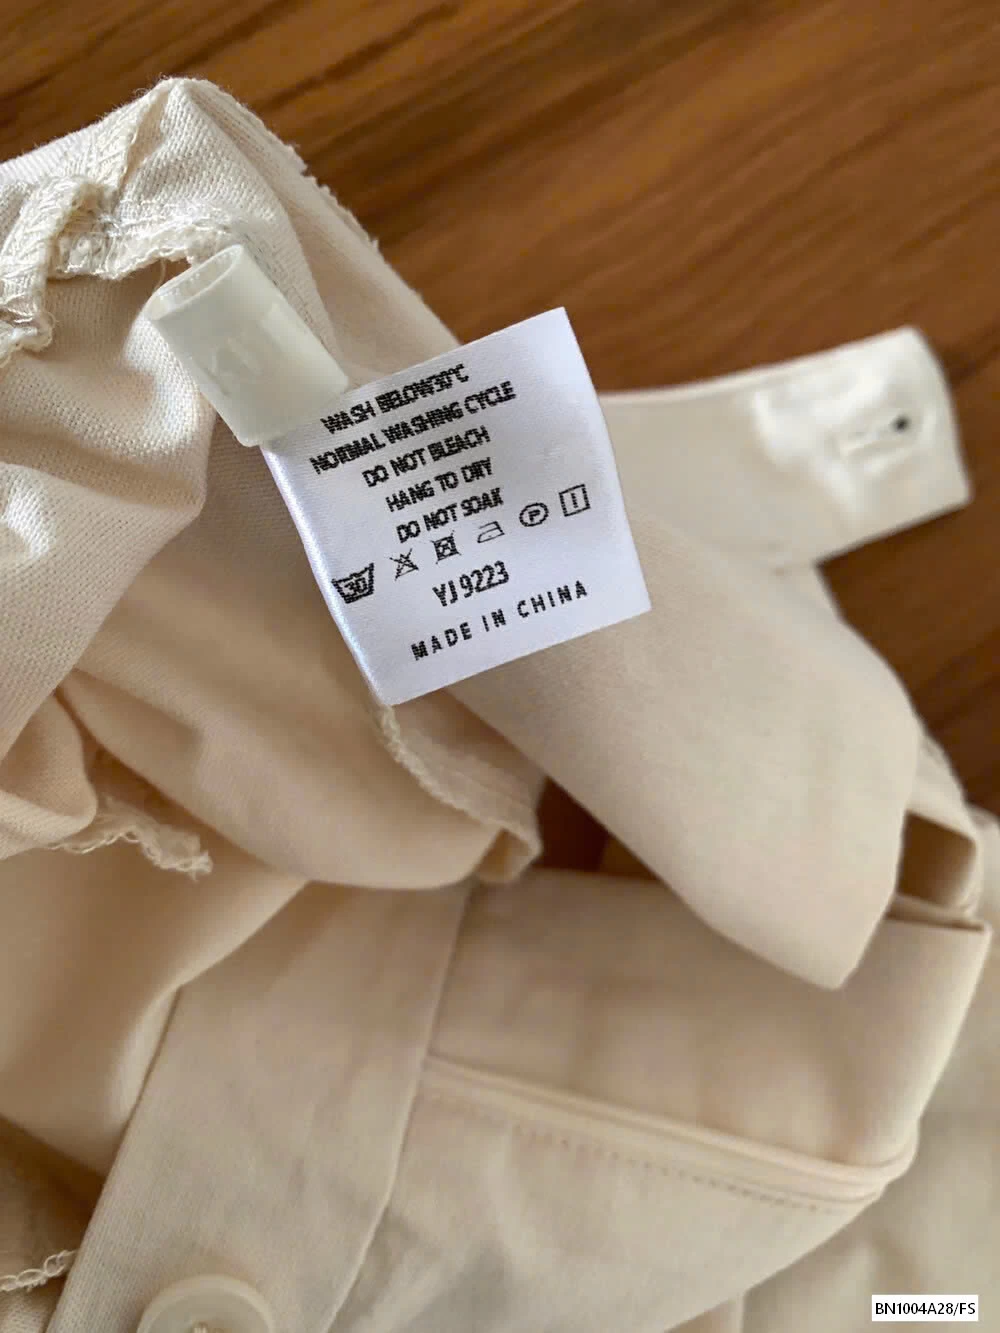 WASH BELOW30°C
NORMAL WASHING CYCLE
DO NOT BLEACH
HANG TO DRY
DO NOT SOAK
30 P
YJ9223
MADE IN CHINA
BN1004A28/FS